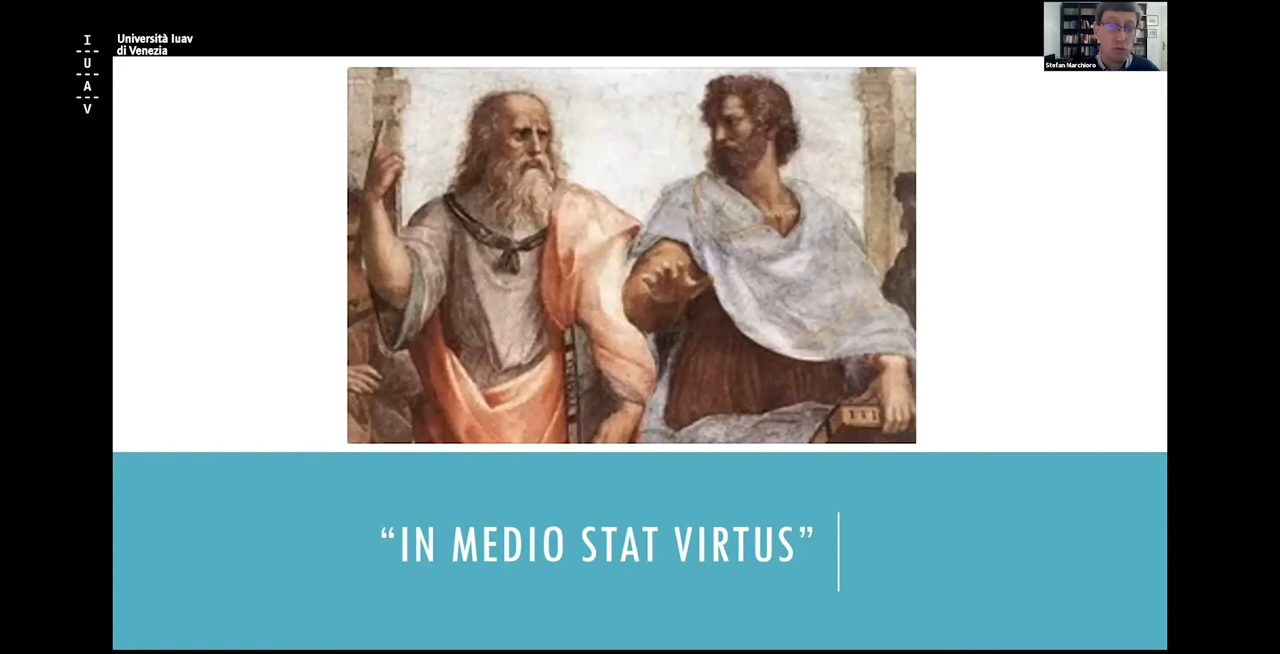 I
U
A
V
Università Iuav
di Venezia
Stefan Marchioro
“IN MEDIO STAT VIRTUS”